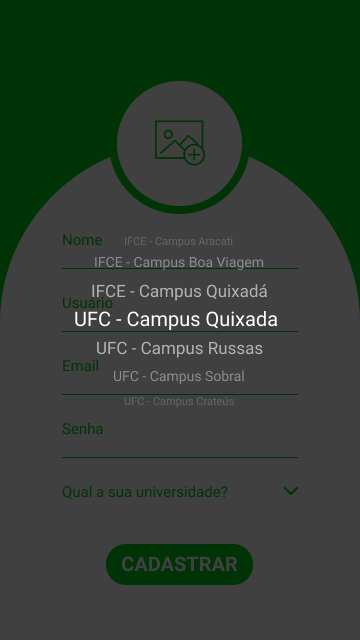 Nome
IFCE - Campus Aracati
IFCE - Campus Boa Viagem
IFCE - Campus Quixadá
Usuário
UFC - Campus Quixada
UFC - Campus Russas
Email
UFC - Campus Sobral
UFC - Campus Crateús
Senha
Qual a sua universidade?
CADASTRAR